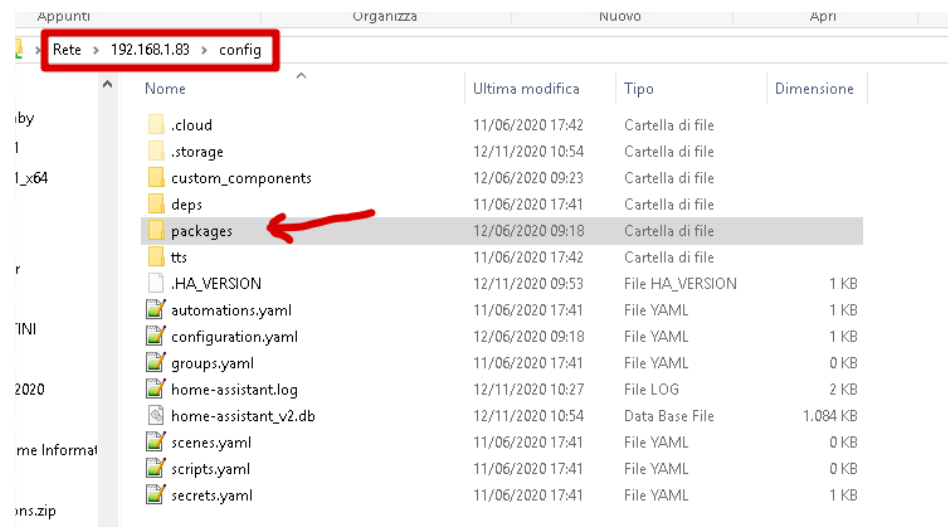 Appunti Organizza Nuovo Apri
Rete > 192.168.1.83 > config
Nome Ultima modifica Tipo Dimensione
.cloud 11/06/2020 17:42 Cartella di file
.storage 12/11/2020 10:54 Cartella di file
custom_components 12/06/2020 09:23 Cartella di file
deps 11/06/2020 17:41 Cartella di file
packages 12/06/2020 09:18 Cartella di file
tts 11/06/2020 17:42 Cartella di file
.HA_VERSION 12/11/2020 09:53 File HA_VERSION 1 KB
automations.yaml 11/06/2020 17:41 File YAML 1 KB
configuration.yaml 12/06/2020 09:18 File YAML 1 KB
groups.yaml 11/06/2020 17:41 File YAML 0 KB
home-assistant.log 12/11/2020 10:27 File LOG 2 KB
home-assistant_v2.db 12/11/2020 10:54 Data Base File 1.084 KB
scenes.yaml 11/06/2020 17:41 File YAML 0 KB
scripts.yaml 11/06/2020 17:41 File YAML 0 KB
secrets.yaml 11/06/2020 17:41 File YAML 1 KB
by
1
1_x64
r
INI
2020
me Informat
ons.zip